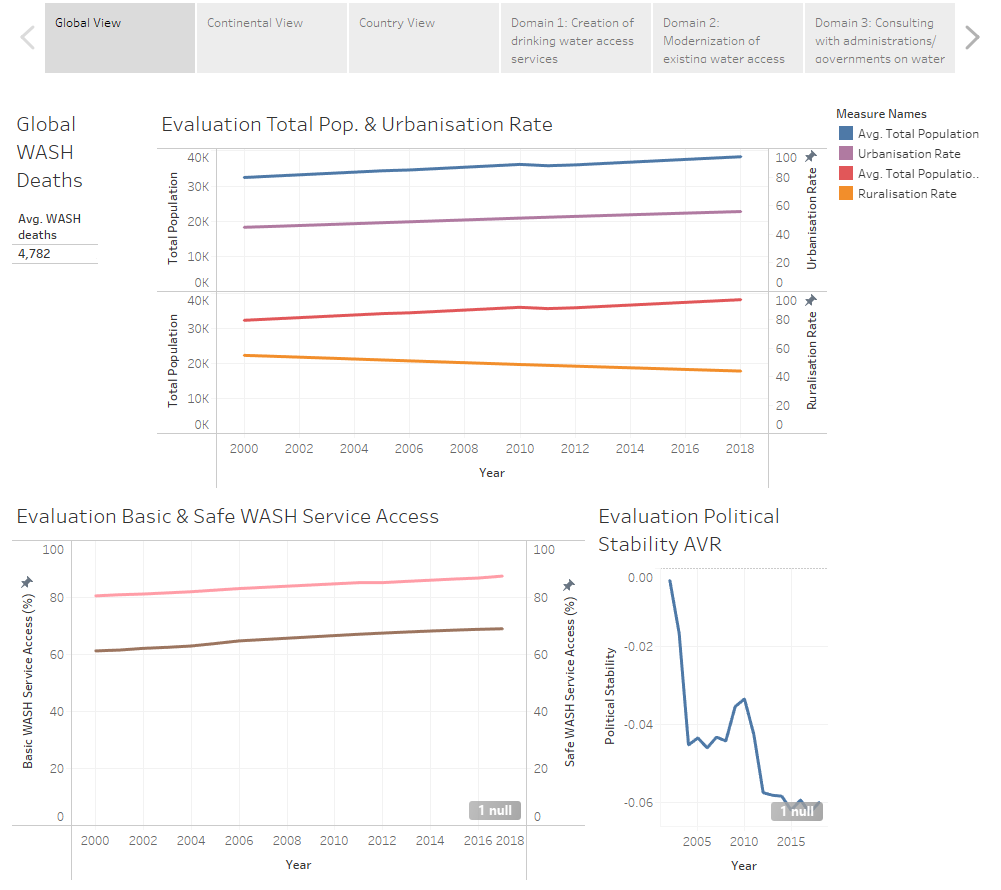 Global View
Continental View
Country View
Domain 1: Creation of
drinking water access
services
Domain 2:
Modernization of
existing water access
Domain 3: Consulting
with administrations/
governments on water
Global
WASH
Deaths
Avg. WASH
deaths
4,782
Evaluation Total Pop. & Urbanisation Rate
Total Population
40K
30K
20K
10K
0K
100
80
60
40
20
0
Urbanisation Rate
Total Population
40K
30K
20K
10K
0K
100
80
60
40
20
0
Ruralisation Rate
2000 2002 2004 2006 2008 2010 2012 2014 2016 2018
Year
Measure Names
Avg. Total Population
Urbanisation Rate
Avg. Total Populatio..
Ruralisation Rate
Evaluation Basic & Safe WASH Service Access
Basic WASH Service Access (%)
100
80
60
40
20
0
100
80
60
40
20
0
Safe WASH Service Access (%)
1 null
2000 2002 2004 2006 2008 2010 2012 2014 2016 2018
Year
Evaluation Political
Stability AVR
Political Stability
0.00
-0.02
-0.04
-0.06
1 null
2005 2010 2015
Year